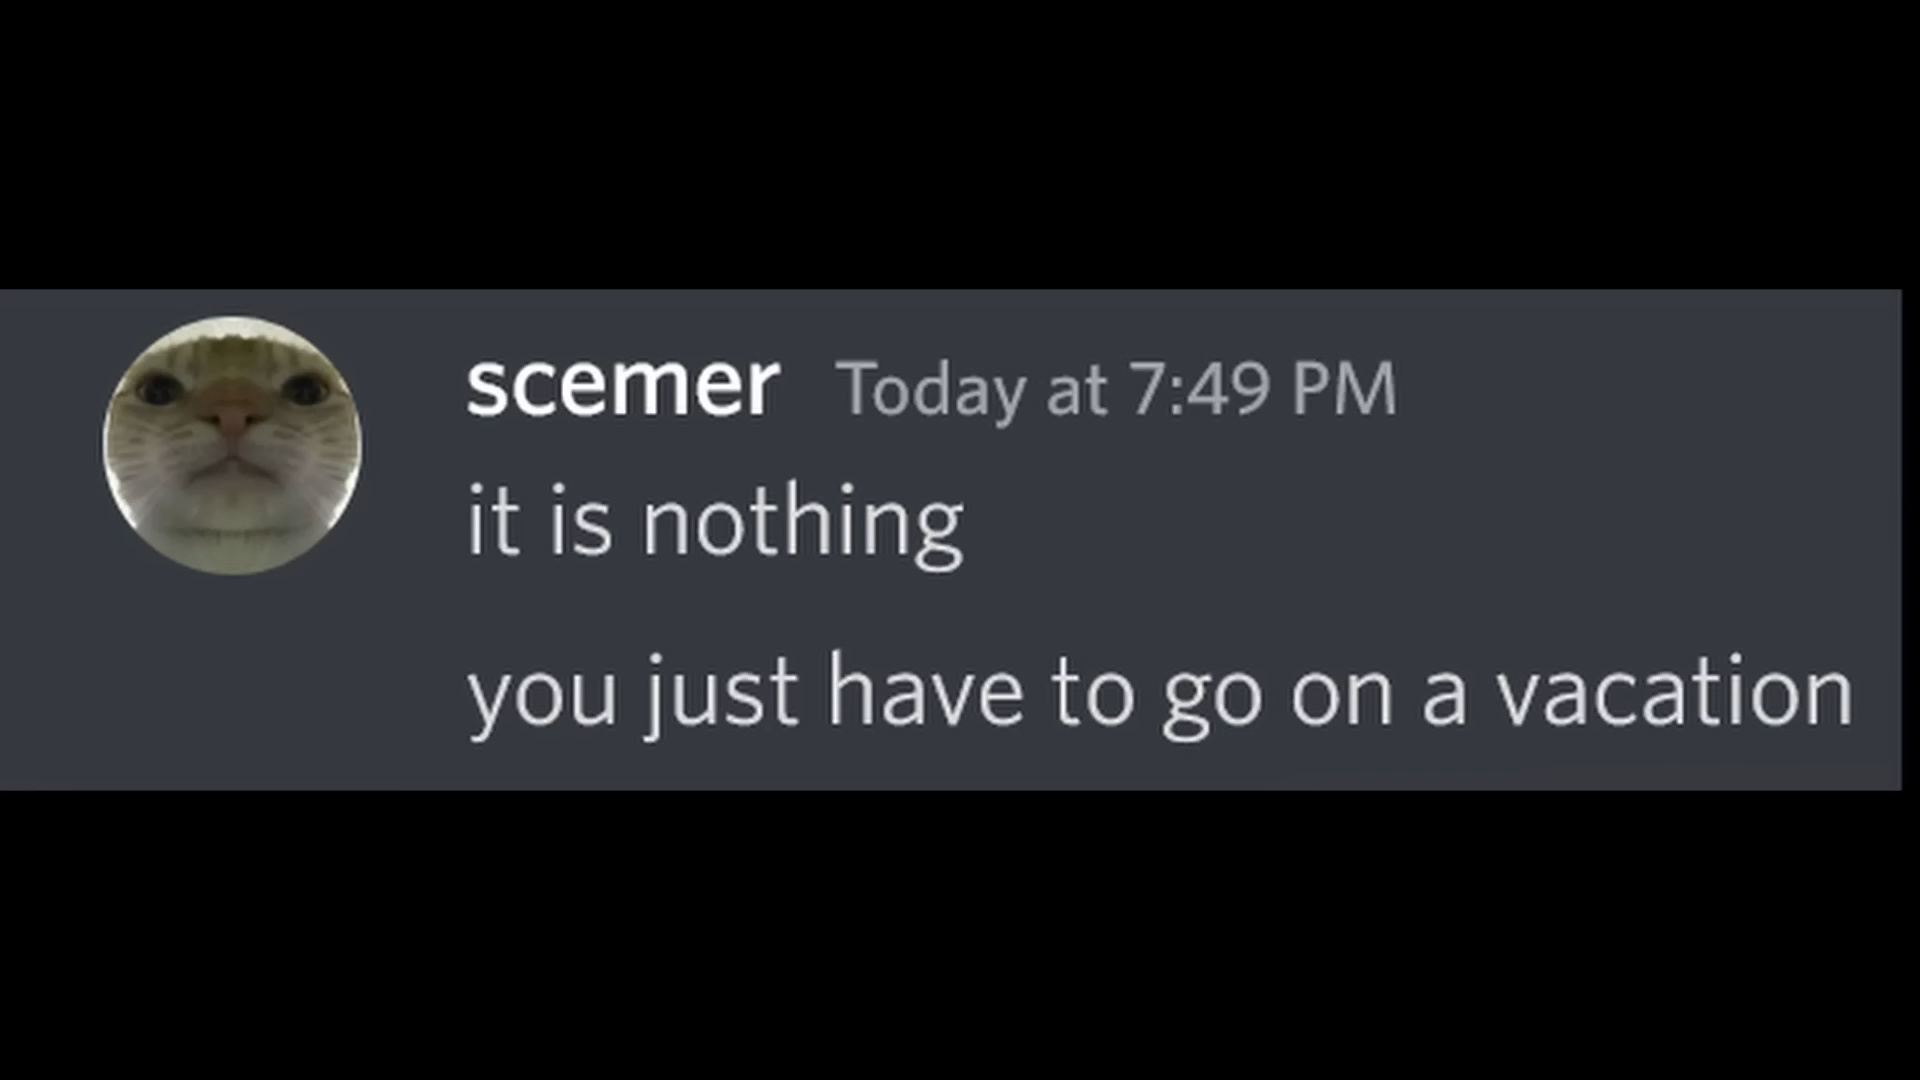 scemer Today at 7:49 PM
it is nothing
you just have to go on a vacation